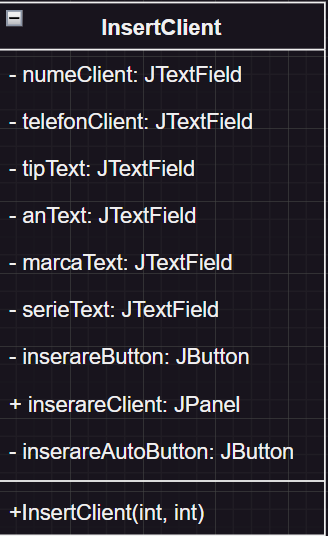 InsertClient
- numeClient: JTextField
- telefonClient: JTextField
- tipText: JTextField
- anText: JTextField
- marcaText: JTextField
- serieText: JTextField
- inserareButton: JButton
+ inserareClient: JPanel
- inserareAutoButton: JButton
+InsertClient(int, int)